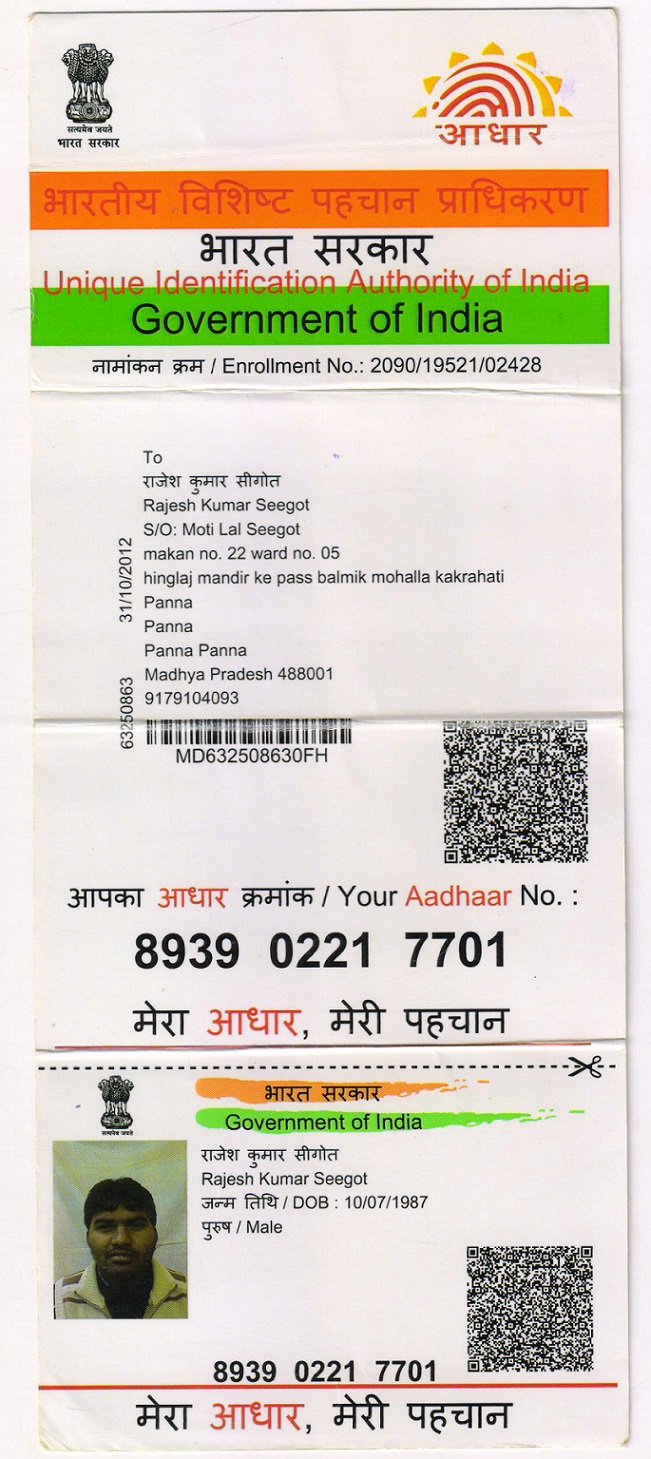 सत्यमेव जयते
भारत सरकार
आधार
भारतीय विशिष्ट पहचान प्राधिकरण
भारत सरकार
Unique Identification Authority of India
Government of India
नामांकन क्रम / Enrollment No.: 2090/19521/02428
To
राजेश कुमार सीगोत
Rajesh Kumar Seegot
S/O: Moti Lal Seegot
makan no. 22 ward no. 05
hinglaj mandir ke pass balmik mohalla kakrahati
Panna
Panna
Panna Panna
Madhya Pradesh 488001
9179104093
31/10/2012
63250863
MD632508630FH
आपका आधार क्रमांक / Your Aadhaar No. :
8939 0221 7701
मेरा आधार, मेरी पहचान
सत्यमेव जयते
भारत सरकार
Government of India
राजेश कुमार सीगोत
Rajesh Kumar Seegot
जन्म तिथि / DOB : 10/07/1987
पुरुष / Male
8939 0221 7701
मेरा आधार, मेरी पहचान